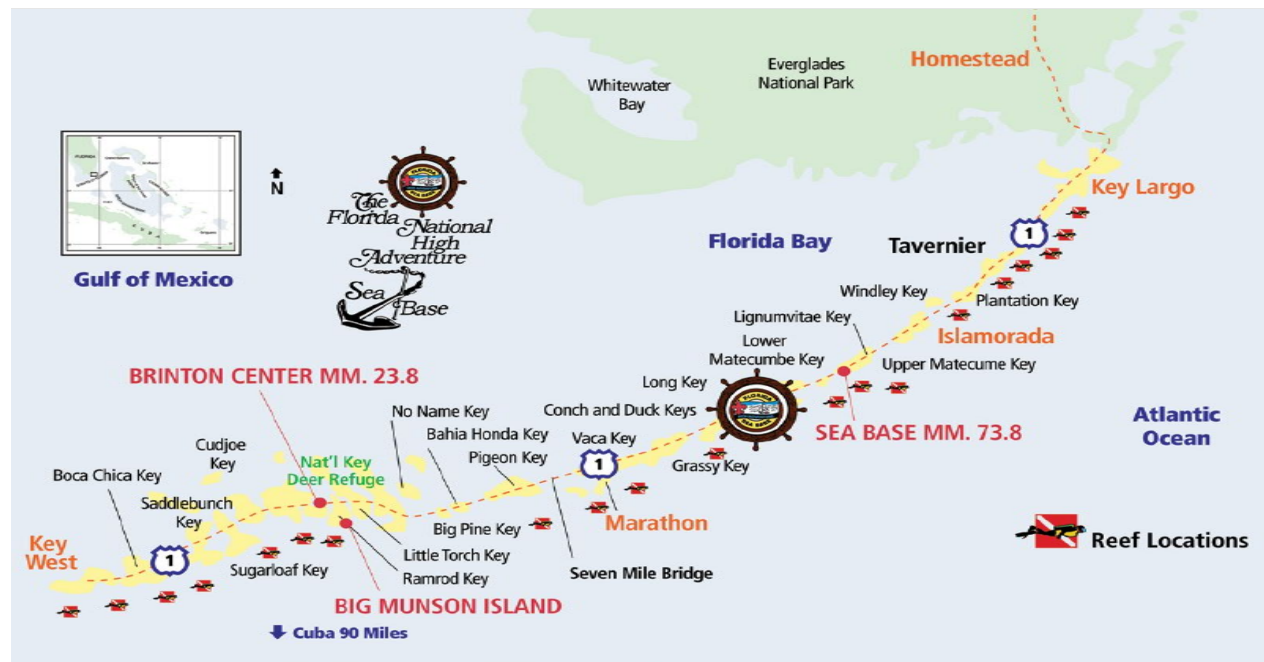 Homestead
Everglades
National Park
Whitewater
Bay
N
Key Largo
1
The
Florida
National
High
Adventure
Sea
Base
Florida Bay
Tavernier
Gulf of Mexico
Windley Key
Plantation Key
Lignumvitae Key
Islamorada
Lower
Matecumbe Key
Upper Matecume Key
BRINTON CENTER MM. 23.8
Long Key
No Name Key
Conch and Duck Keys
FLORIDA
SEA BASE
SEA BASE MM. 73.8
Atlantic
Ocean
Cudjoe
Key
Bahia Honda Key
Vaca Key
Nat'l Key
Deer Refuge
Pigeon Key
1
Grassy Key
Boca Chica Key
Saddlebunch
Key
Big Pine Key
Marathon
Key
West
1
Little Torch Key
Reef Locations
Sugarloaf Key
Ramrod Key
Seven Mile Bridge
BIG MUNSON ISLAND
Cuba 90 Miles